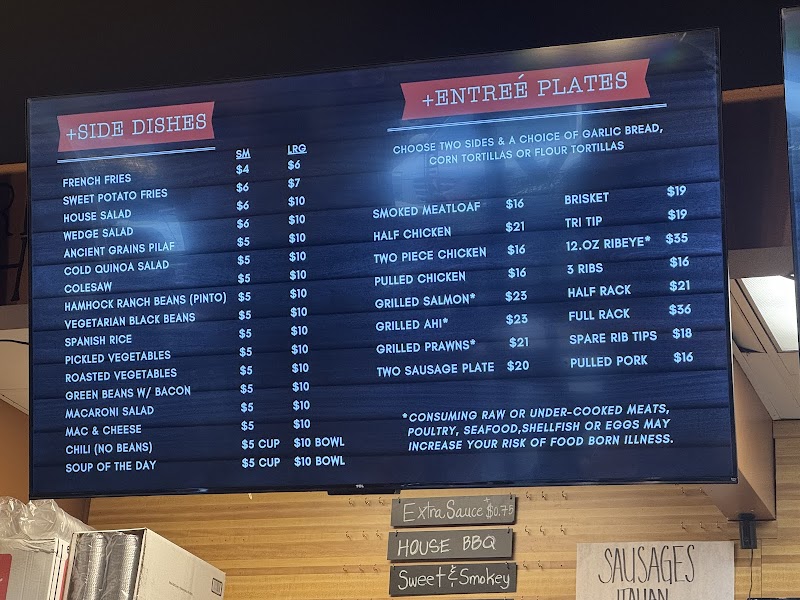 +SIDE DISHES
SM LRG
FRENCH FRIES $4 $6
SWEET POTATO FRIES $6 $7
HOUSE SALAD $6 $10
WEDGE SALAD $6 $10
ANCIENT GRAINS PILAF $5 $10
COLD QUINOA SALAD $5 $10
COLESAW $5 $10
HAMHOCK RANCH BEANS (PINTO) $5 $10
VEGETARIAN BLACK BEANS $5 $10
SPANISH RICE $5 $10
PICKLED VEGETABLES $5 $10
ROASTED VEGETABLES $5 $10
GREEN BEANS W/ BACON $5 $10
MACARONI SALAD $5 $10
MAC & CHEESE $5 $10
CHILI (NO BEANS) $5 CUP $10 BOWL
SOUP OF THE DAY $5 CUP $10 BOWL
+ENTREÉ PLATES
CHOOSE TWO SIDES & A CHOICE OF GARLIC BREAD,
CORN TORTILLAS OR FLOUR TORTILLAS
SMOKED MEATLOAF $16
HALF CHICKEN $21
TWO PIECE CHICKEN $16
PULLED CHICKEN $16
GRILLED SALMON* $23
GRILLED AHI* $23
GRILLED PRAWNS* $21
TWO SAUSAGE PLATE $20
BRISKET $19
TRI TIP $19
12.OZ RIBEYE* $35
3 RIBS $16
HALF RACK $21
FULL RACK $36
SPARE RIB TIPS $18
PULLED PORK $16
*CONSUMING RAW OR UNDER-COOKED MEATS,
POULTRY, SEAFOOD,SHELLFISH OR EGGS MAY
INCREASE YOUR RISK OF FOOD BORN ILLNESS.
TCL
Extra Sauce +$0.75
HOUSE BBQ
Sweet & Smokey
SAUSAGES
ITALIAN